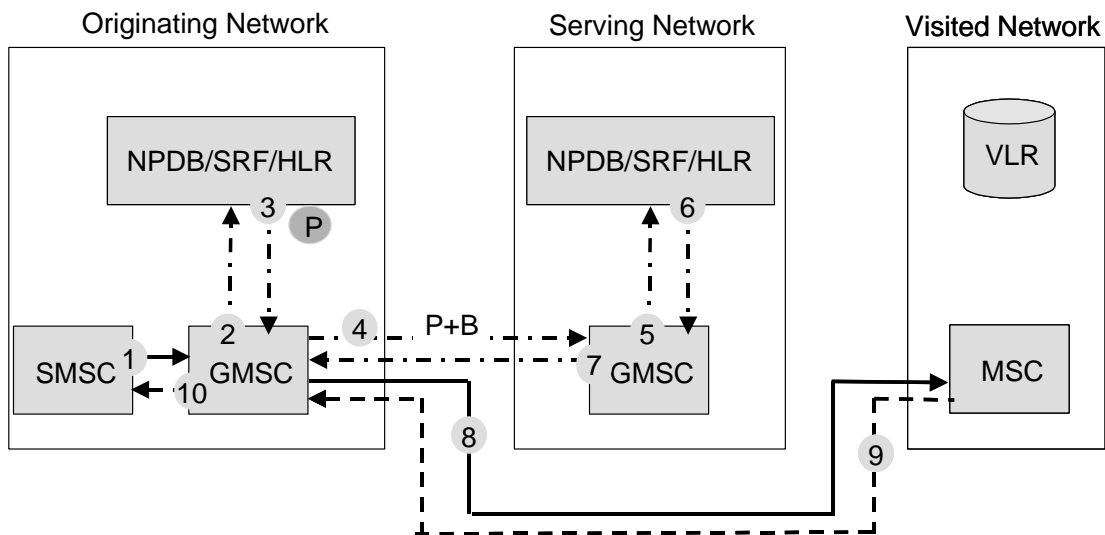 Originating Network
Serving Network
Visited Network
NPDB/SRF/HLR
NPDB/SRF/HLR
VLR
3
P
6
2
4
P+B
5
1
SMSC
GMSC
10
7
GMSC
MSC
8
9